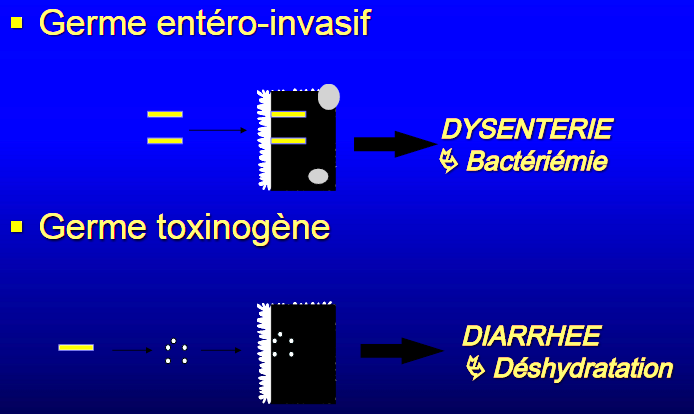 ▪ Germe entéro-invasif
DYSENTERIE
↳ Bactériémie
▪ Germe toxinogène
DIARRHEE
↳ Déshydratation